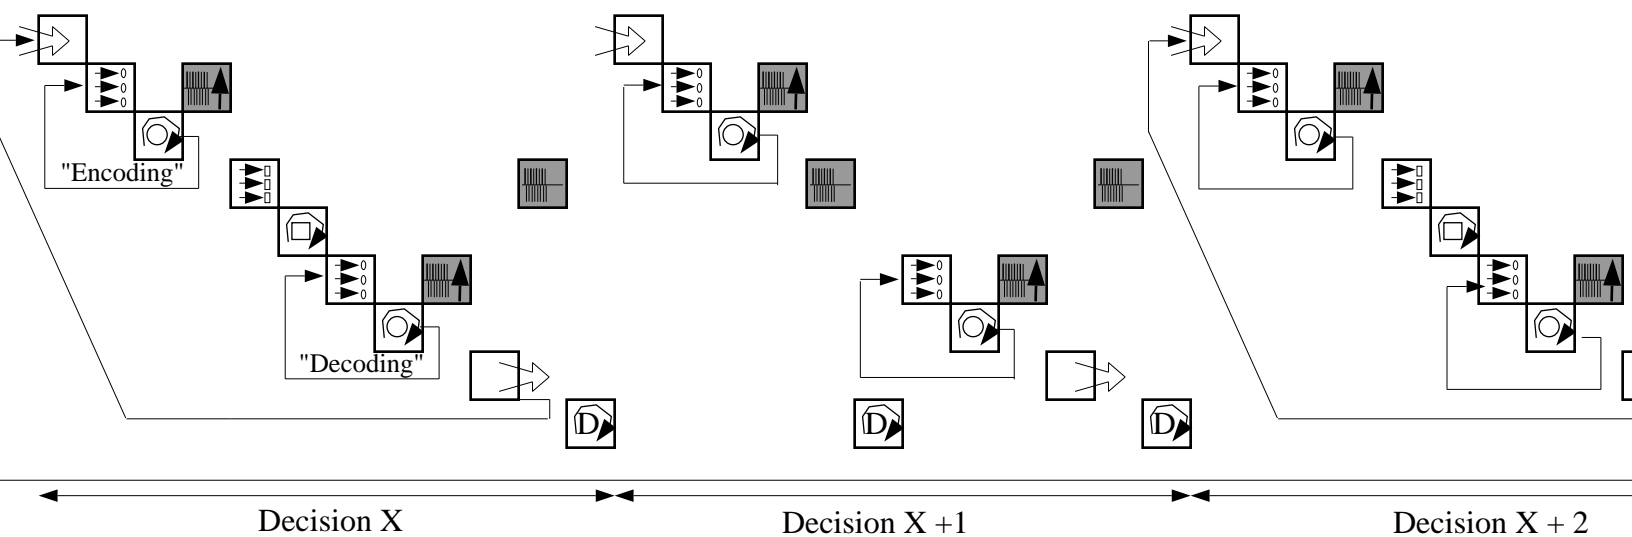 "Encoding"
"Decoding"
D
D
D
Decision X
Decision X +1
Decision X + 2